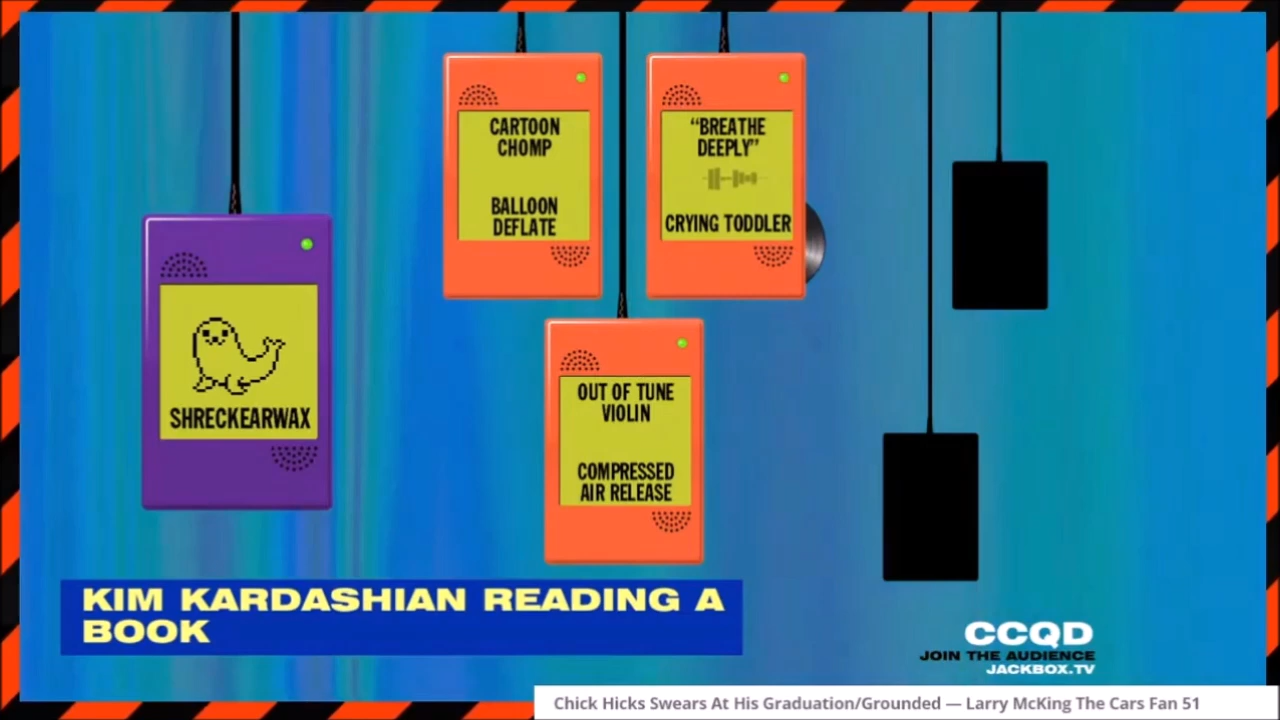 CARTOON
CHOMP
BALLOON
DEFLATE
“BREATHE
DEEPLY”
CRYING TODDLER
SHRECKEARWAX
OUT OF TUNE
VIOLIN
COMPRESSED
AIR RELEASE
KIM KARDASHIAN READING A
BOOK
CCQD
JOIN THE AUDIENCE
JACKBOX.TV
Chick Hicks Swears At His Graduation/Grounded — Larry McKing The Cars Fan 51